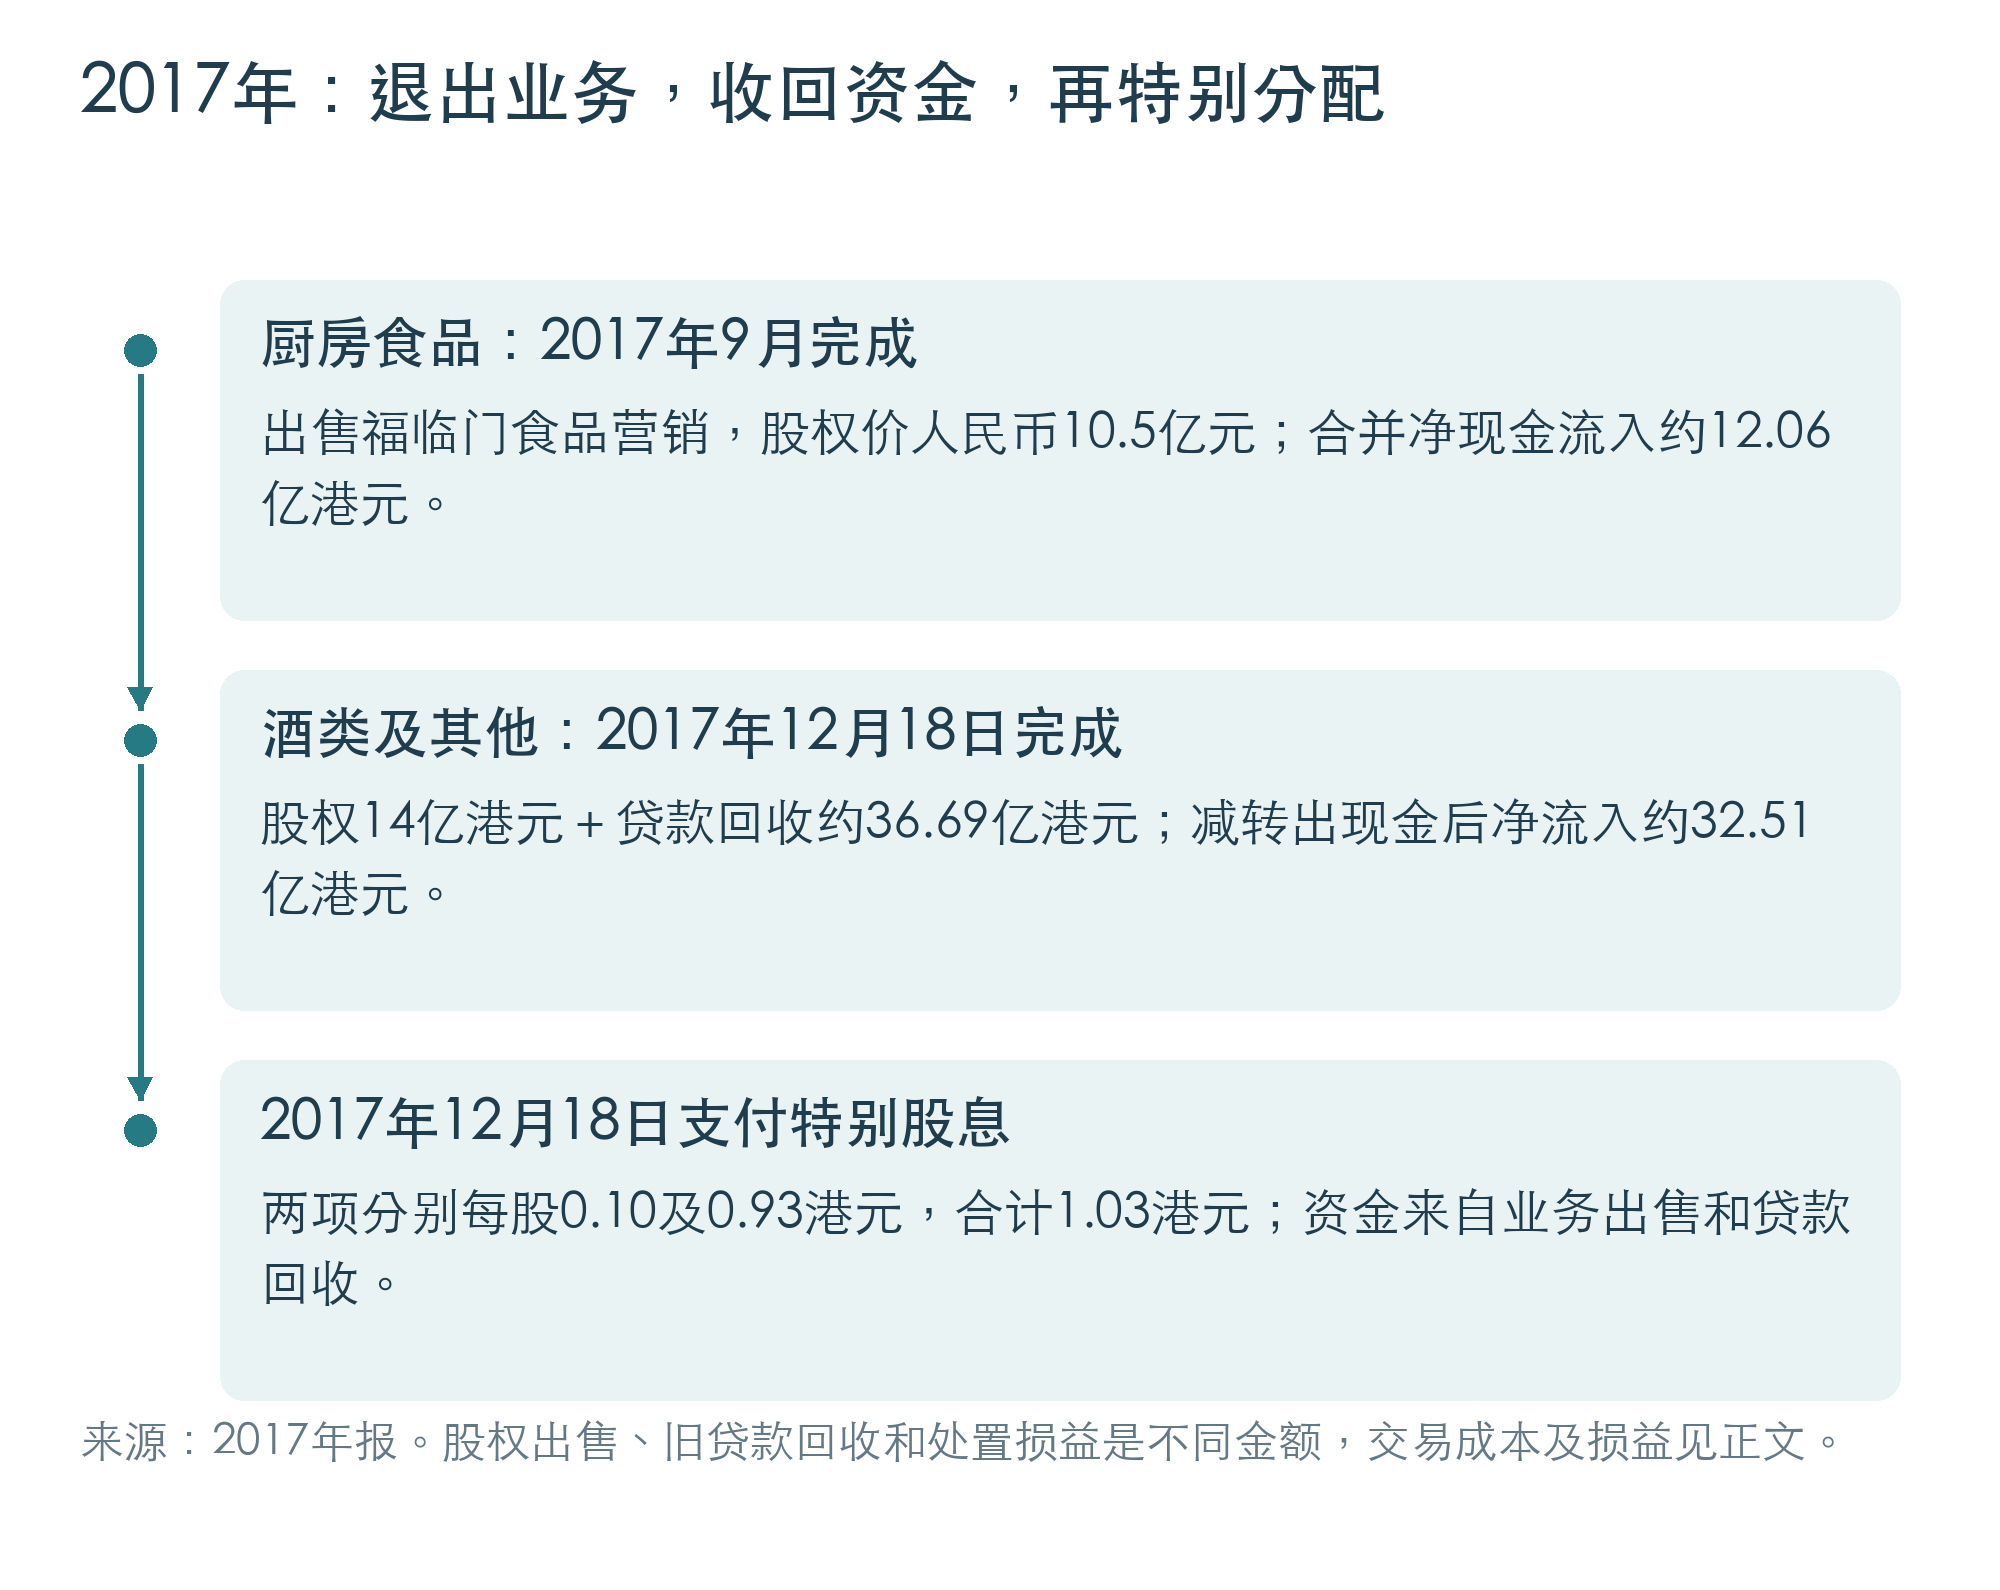 2017年：退出业务，收回资金，再特别分配
厨房食品：2017年9月完成
出售福临门食品营销，股权价人民币10.5亿元；合并净现金流入约12.06
亿港元。
酒类及其他：2017年12月18日完成
股权14亿港元＋贷款回收约36.69亿港元；减转出现金后净流入约32.51
亿港元。
2017年12月18日支付特别股息
两项分别每股0.10及0.93港元，合计1.03港元；资金来自业务出售和贷款
回收。
来源：2017年报。股权出售、旧贷款回收和处置损益是不同金额，交易成本及损益见正文。